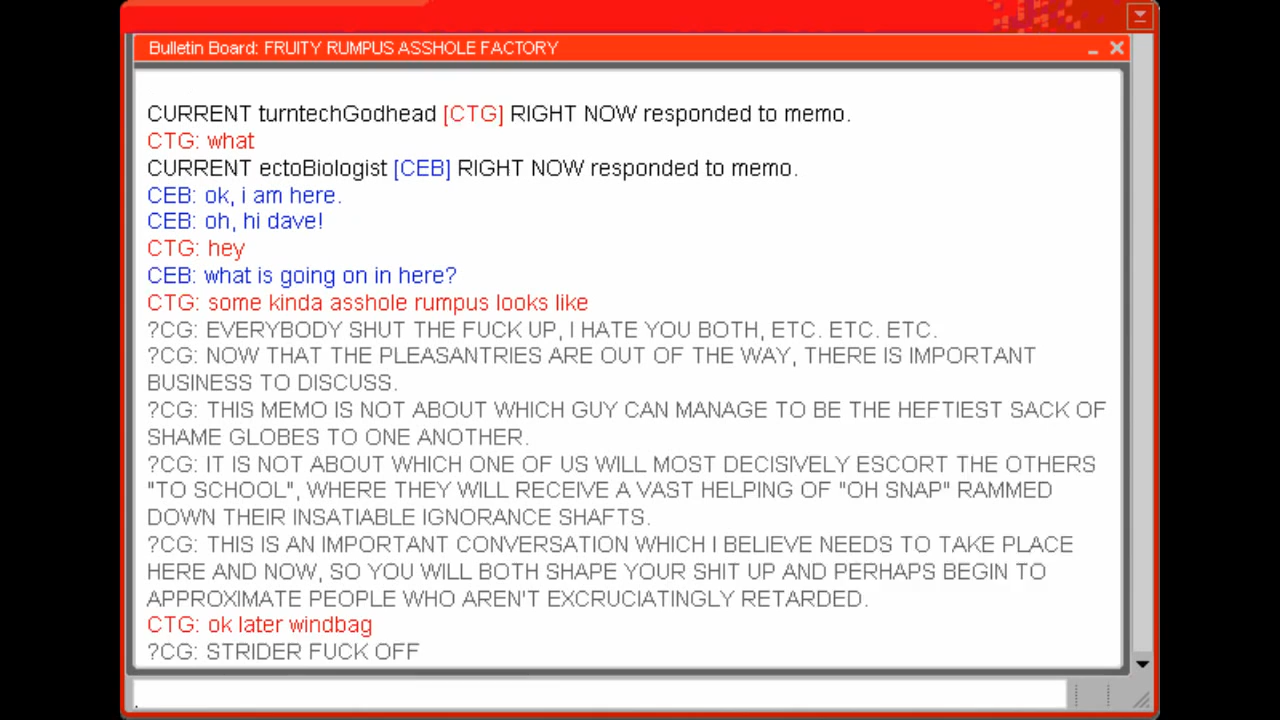 Bulletin Board: FRUITY RUMPUS ASSHOLE FACTORY
CURRENT turntechGodhead [CTG] RIGHT NOW responded to memo.
CTG: what
CURRENT ectoBiologist [CEB] RIGHT NOW responded to memo.
CEB: ok, i am here.
CEB: oh, hi dave!
CTG: hey
CEB: what is going on in here?
CTG: some kinda asshole rumpus looks like
?CG: EVERYBODY SHUT THE FUCK UP, I HATE YOU BOTH, ETC. ETC. ETC.
?CG: NOW THAT THE PLEASANTRIES ARE OUT OF THE WAY, THERE IS IMPORTANT
BUSINESS TO DISCUSS.
?CG: THIS MEMO IS NOT ABOUT WHICH GUY CAN MANAGE TO BE THE HEFTIEST SACK OF
SHAME GLOBES TO ONE ANOTHER.
?CG: IT IS NOT ABOUT WHICH ONE OF US WILL MOST DECISIVELY ESCORT THE OTHERS
"TO SCHOOL", WHERE THEY WILL RECEIVE A VAST HELPING OF "OH SNAP" RAMMED
DOWN THEIR INSATIABLE IGNORANCE SHAFTS.
?CG: THIS IS AN IMPORTANT CONVERSATION WHICH I BELIEVE NEEDS TO TAKE PLACE
HERE AND NOW, SO YOU WILL BOTH SHAPE YOUR SHIT UP AND PERHAPS BEGIN TO
APPROXIMATE PEOPLE WHO AREN'T EXCRUCIATINGLY RETARDED.
CTG: ok later windbag
?CG: STRIDER FUCK OFF